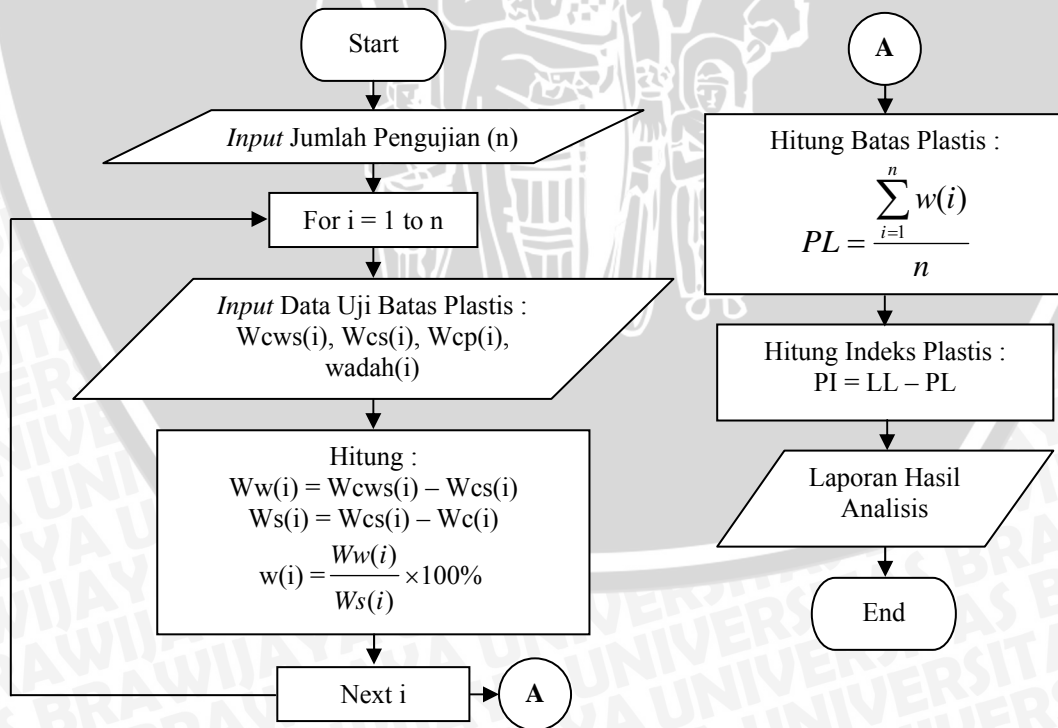 Start
Input Jumlah Pengujian (n)
For i = 1 to n
Input Data Uji Batas Plastis :
Wcws(i), Wcs(i), Wcp(i),
wadah(i)
Hitung :
Ww(i) = Wcws(i) – Wcs(i)
Ws(i) = Wcs(i) – Wc(i)
w(i) = Ww(i) / Ws(i) ×100%
Next i
A
A
Hitung Batas Plastis :
PL = ∑_{i=1}^{n} w(i) / n
Hitung Indeks Plastis :
PI = LL – PL
Laporan Hasil
Analisis
End